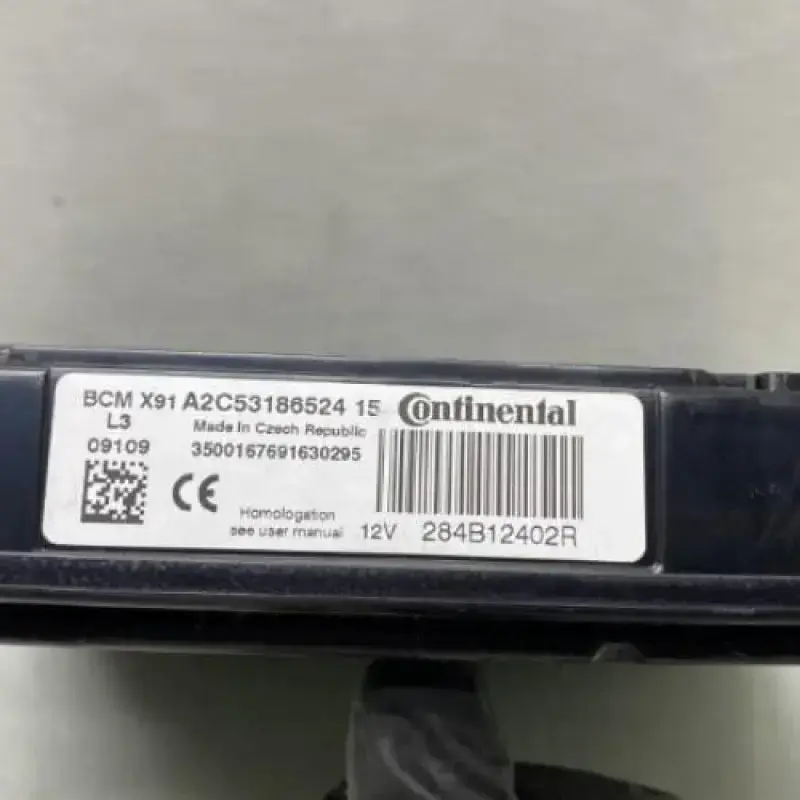 BCM X91 A2C53186524 15 Continental
L3 Made in Czech Republic
09109 3500167691630295
CE
Homologation
see user manual 12V 284B12402R